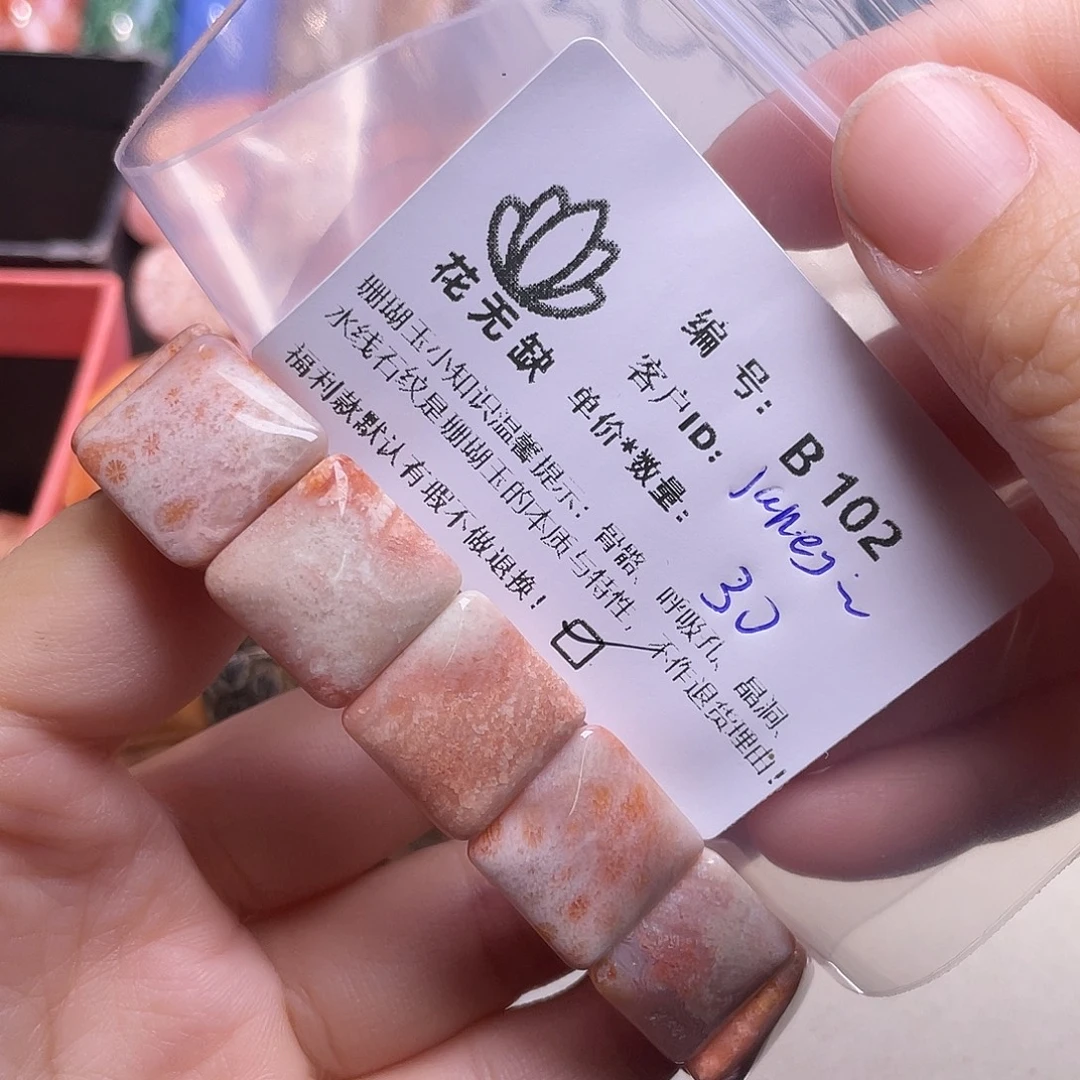 花无缺
编 号: B 102
客户ID:
单价*数量: 30
珊瑚玉小知识温馨提示: 骨骼、呼吸孔、晶洞、
水线石纹是珊瑚玉的本质与特性, 不作退货理由!
福利款默认有瑕不做退换!